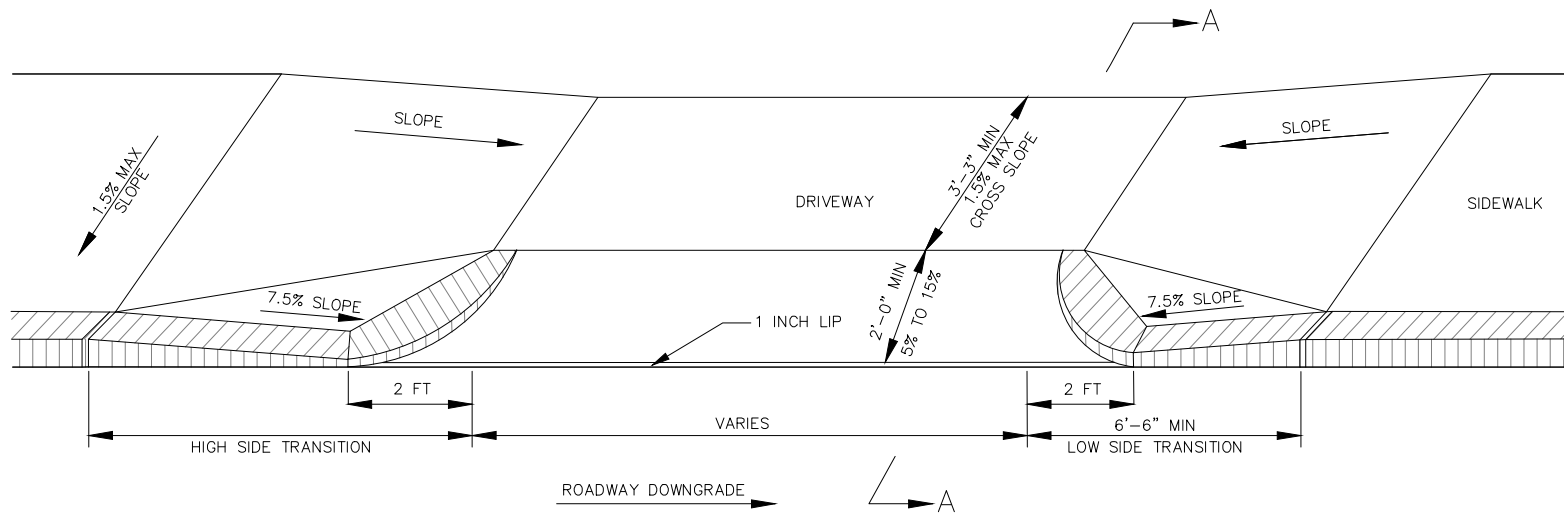 A
SLOPE
SLOPE
1.5% MAX
SLOPE
3'-3" MIN
1.5% MAX
CROSS SLOPE
DRIVEWAY
SIDEWALK
7.5% SLOPE
2'-0" MIN
5% TO 15%
7.5% SLOPE
1 INCH LIP
2 FT
2 FT
VARIES
6'-6" MIN
HIGH SIDE TRANSITION
LOW SIDE TRANSITION
ROADWAY DOWNGRADE
A